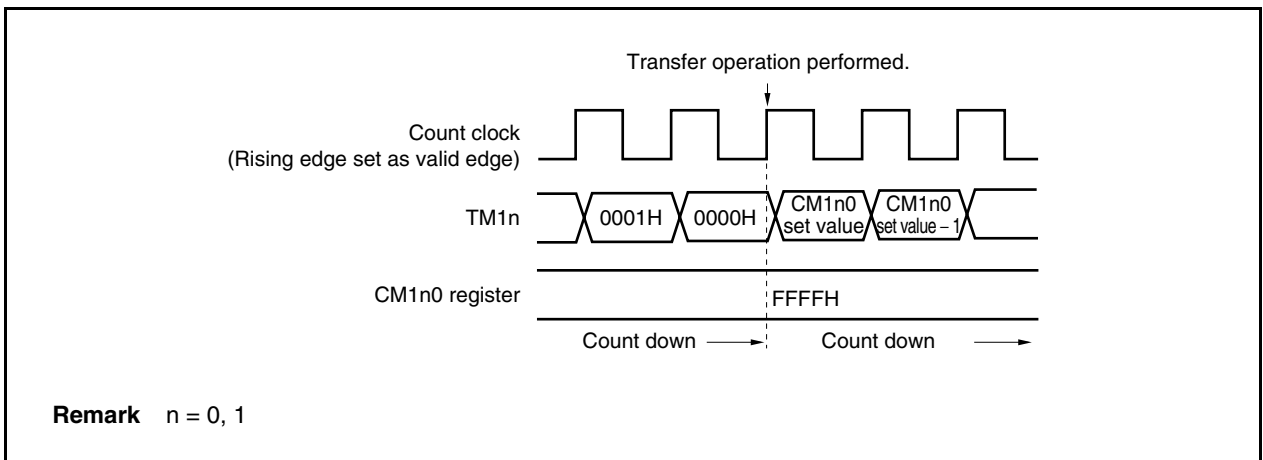 Transfer operation performed.
Count clock
(Rising edge set as valid edge)
TM1n
0001H
0000H
CM1n0
set value
CM1n0
set value – 1
CM1n0 register
FFFFH
Count down
Count down
Remark n = 0, 1